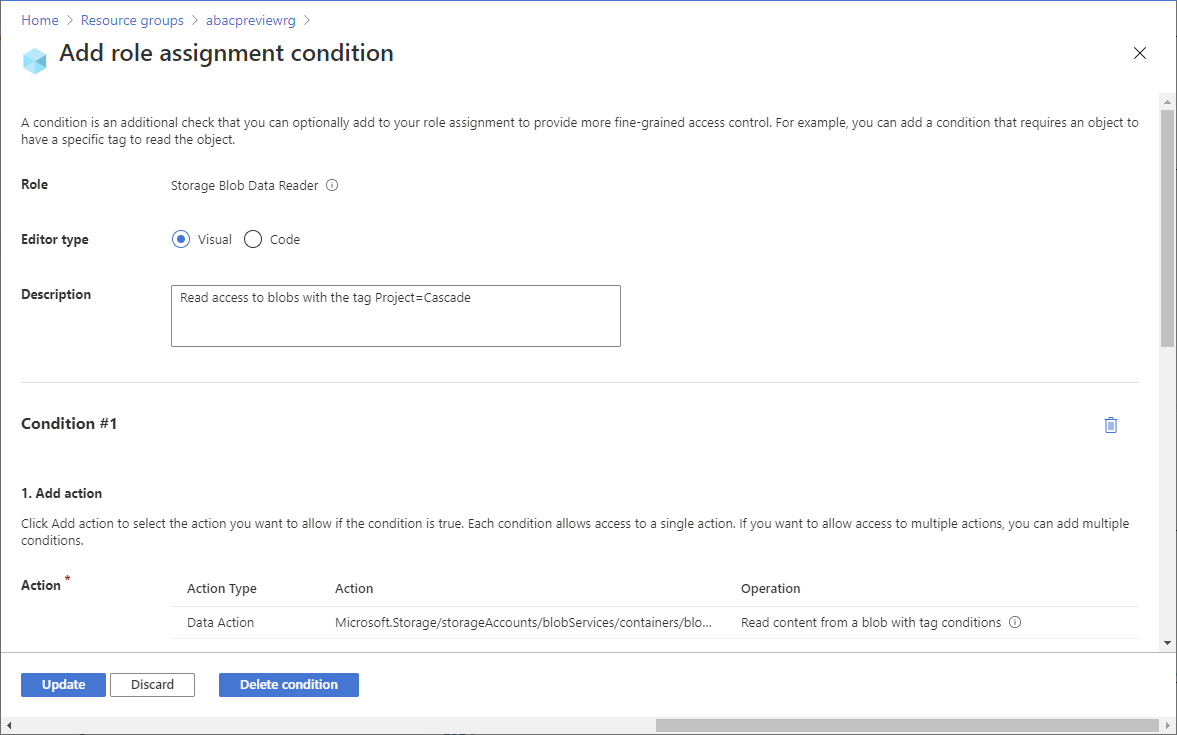 Home > Resource groups > abacpreviewrg >
Add role assignment condition
A condition is an additional check that you can optionally add to your role assignment to provide more fine-grained access control. For example, you can add a condition that requires an object to
have a specific tag to read the object.
Role
Storage Blob Data Reader
Editor type
Visual
Code
Description
Read access to blobs with the tag Project=Cascade
Condition #1
1. Add action
Click Add action to select the action you want to allow if the condition is true. Each condition allows access to a single action. If you want to allow access to multiple actions, you can add multiple
conditions.
Action *
Action Type Action Operation
Data Action Microsoft.Storage/storageAccounts/blobServices/containers/blo... Read content from a blob with tag conditions
Update Discard Delete condition